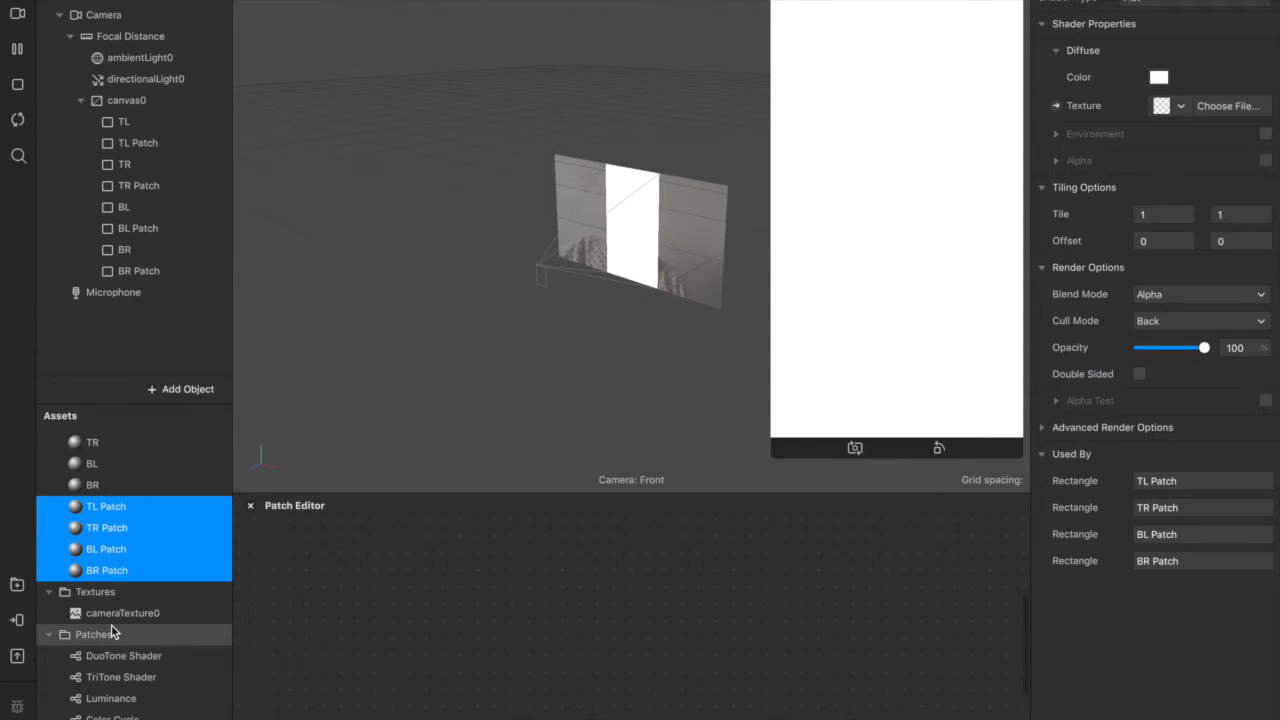 Camera
Focal Distance
ambientLight0
directionalLight0
canvas0
TL
TL Patch
TR
TR Patch
BL
BL Patch
BR
BR Patch
Microphone
+ Add Object
Assets
TR
BL
BR
TL Patch
TR Patch
BL Patch
BR Patch
Textures
cameraTexture0
Patches
DuoTone Shader
TriTone Shader
Luminance
Color Cycle
Camera: Front
Grid spacing:
Patch Editor
Shader Properties
Diffuse
Color
Texture
Choose File...
Environment
Alpha
Tiling Options
Tile 1 1
Offset 0 0
Render Options
Blend Mode Alpha
Cull Mode Back
Opacity 100 %
Double Sided
Alpha Test
Advanced Render Options
Used By
Rectangle TL Patch
Rectangle TR Patch
Rectangle BL Patch
Rectangle BR Patch